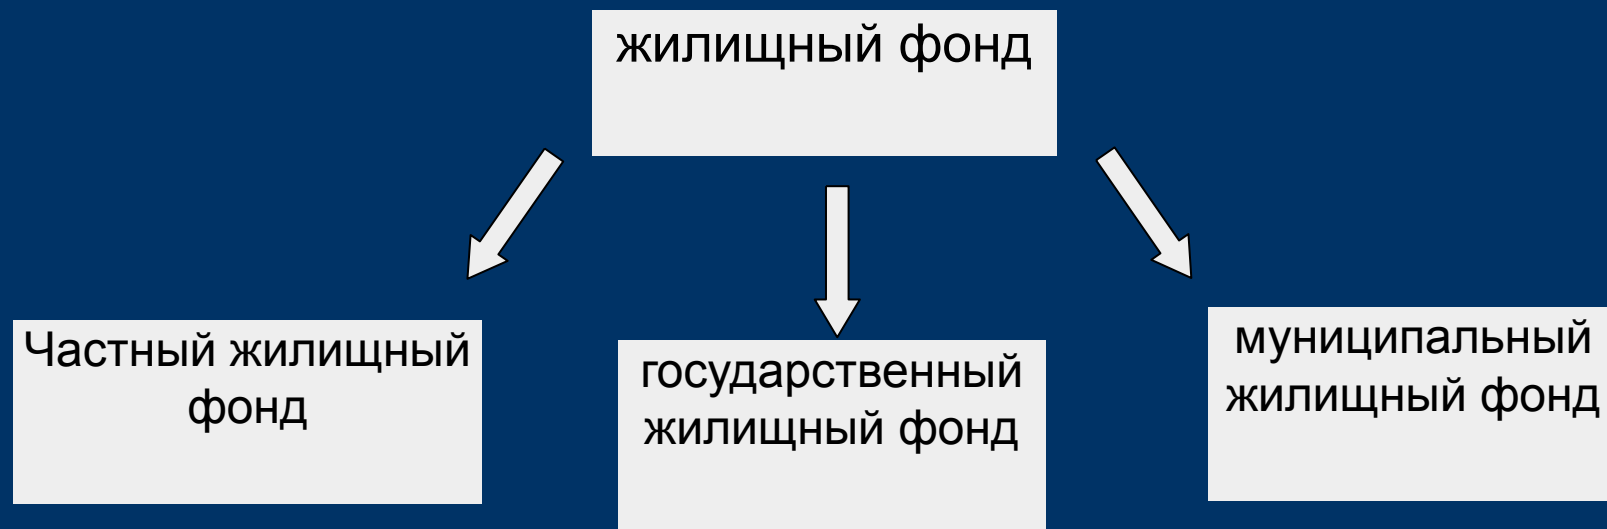 жилищный фонд
Частный жилищный
фонд
государственный
жилищный фонд
муниципальный
жилищный фонд